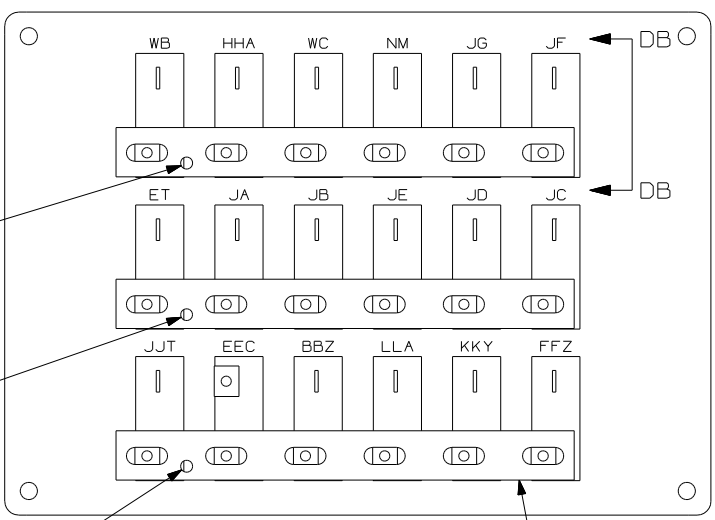 WB HHA WC NM JG JF DB
DB
ET JA JB JE JD JC
JJT EEC BBZ LLA KKY FFZ